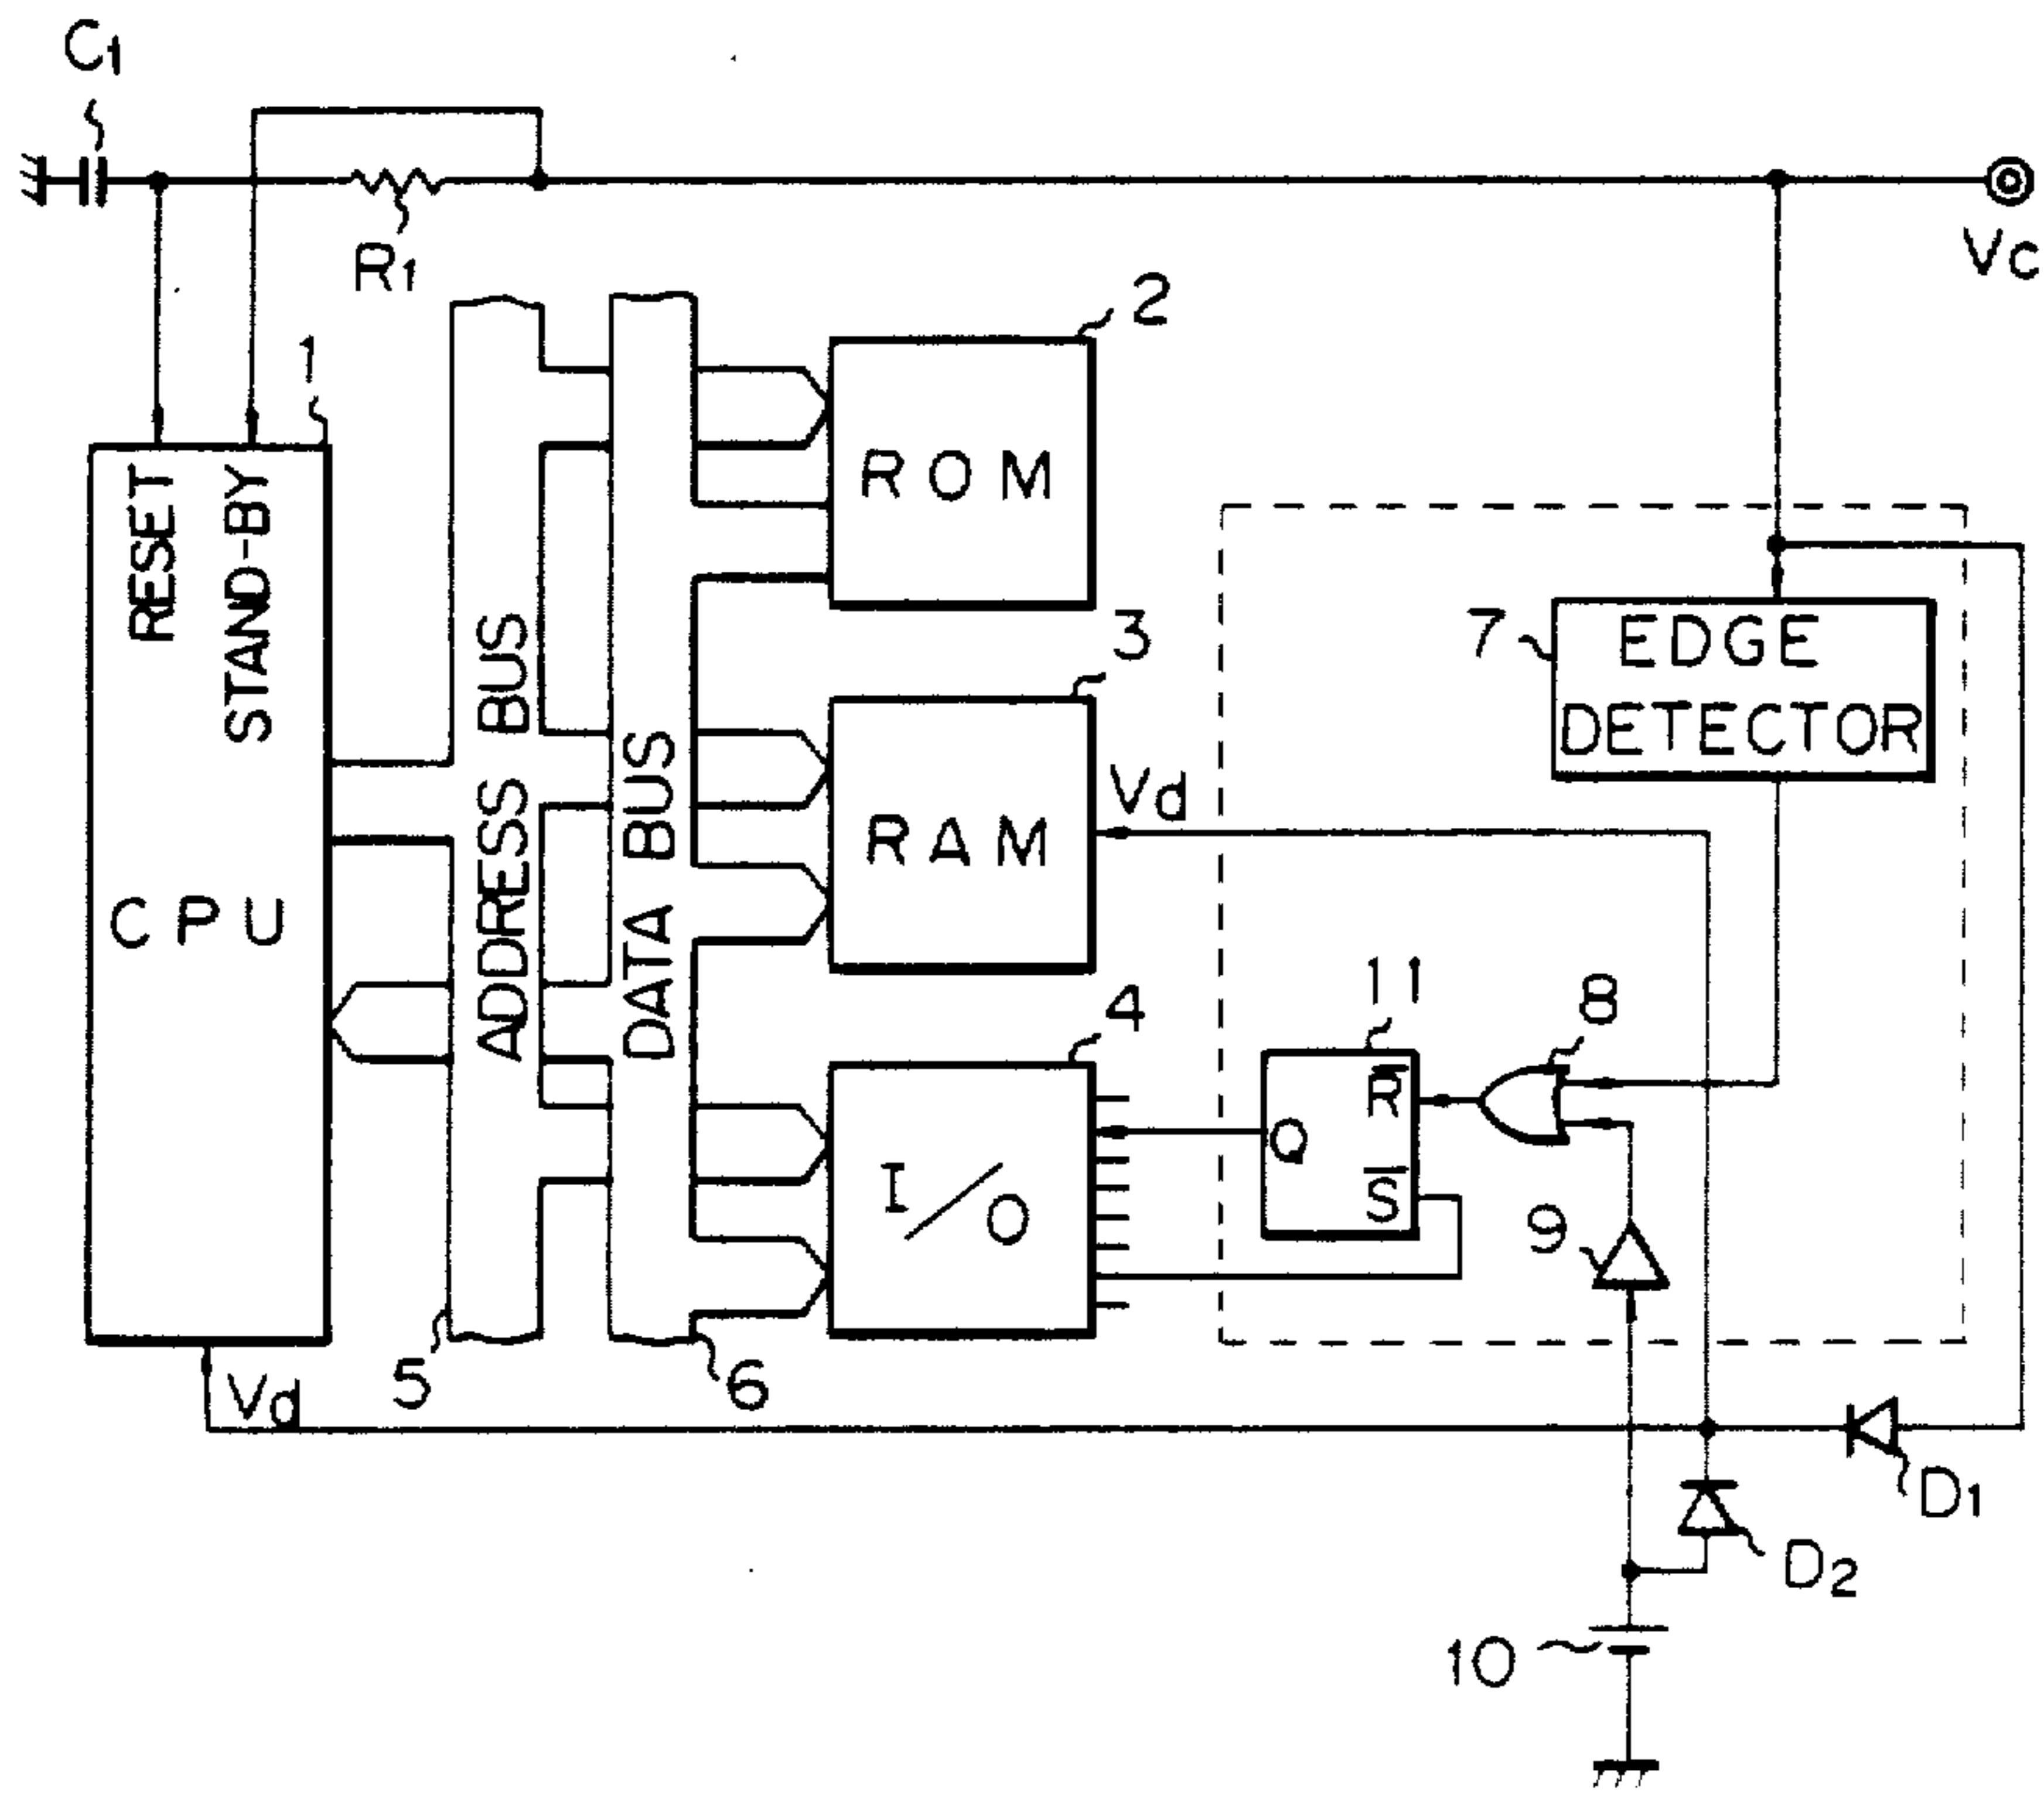 C1
R1
Vc
1
2
RESET
STAND-BY
CPU
ADDRESS BUS
DATA BUS
ROM
3
7
EDGE
DETECTOR
Vd
RAM
4
11
8
R̅
Q
S̅
I/O
9
5
6
Vd
D1
D2
10